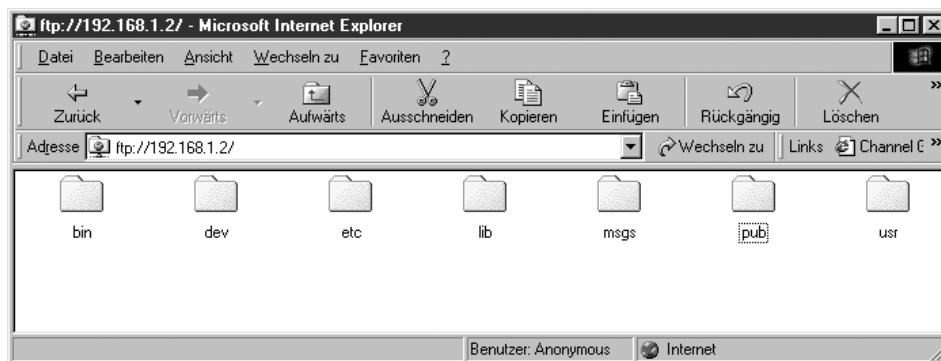 ftp://192.168.1.2/ - Microsoft Internet Explorer
Datei Bearbeiten Ansicht Wechseln zu Favoriten ?
Zurück Vorwärts Aufwärts Ausschneiden Kopieren Einfügen Rückgängig Löschen »
Adresse ftp://192.168.1.2/ Wechseln zu Links Channel G »
bin dev etc lib msgs pub usr
Benutzer: Anonymous Internet